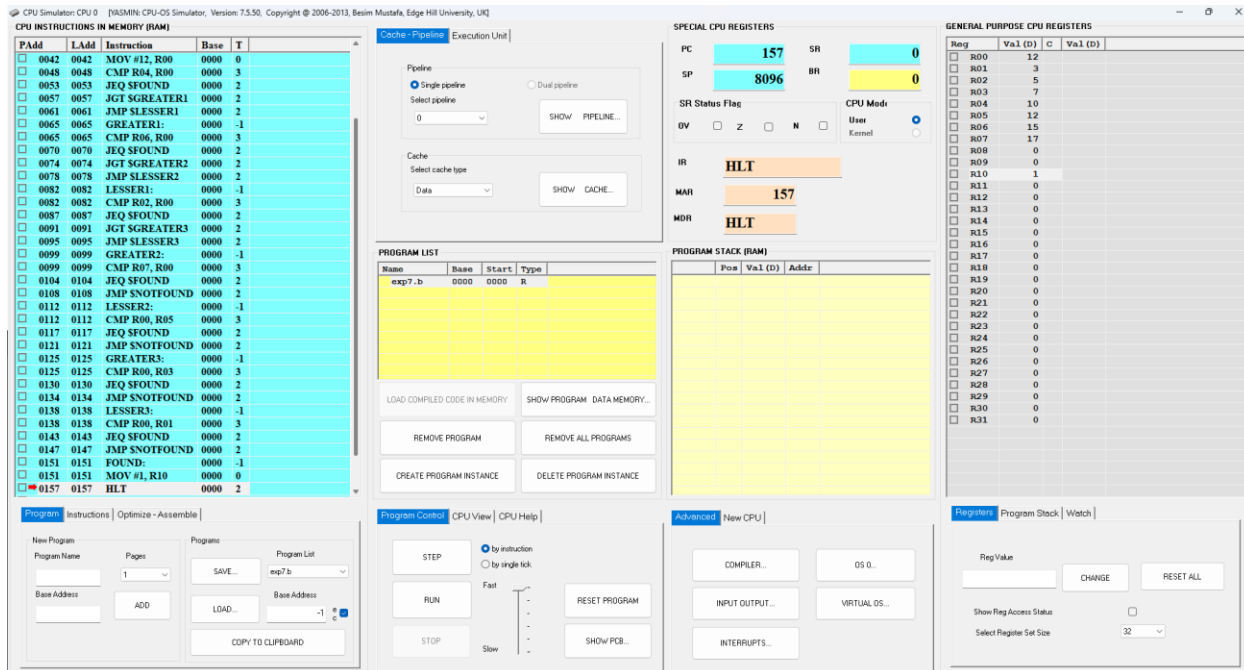 CPU Simulator: CPU 0 [YASMIN: CPU-OS Simulator, Version: 7.5.50, Copyright @ 2006-2013, Besim Mustafa, Edge Hill University, UK]
CPU INSTRUCTIONS IN MEMORY (RAM)
PAdd LAdd Instruction Base T
0042 0042 MOV #12, R00 0000 0
0048 0048 CMP R04, R00 0000 3
0053 0053 JEQ $FOUND 0000 2
0057 0057 JGT $GREATER1 0000 2
0061 0061 JMP $LESSER1 0000 2
0065 0065 GREATER1: 0000 -1
0065 0065 CMP R06, R00 0000 3
0070 0070 JEQ $FOUND 0000 2
0074 0074 JGT $GREATER2 0000 2
0078 0078 JMP $LESSER2 0000 2
0082 0082 LESSER1: 0000 -1
0082 0082 CMP R02, R00 0000 3
0087 0087 JEQ $FOUND 0000 2
0091 0091 JGT $GREATER3 0000 2
0095 0095 JMP $LESSER3 0000 2
0099 0099 GREATER2: 0000 -1
0099 0099 CMP R07, R00 0000 3
0104 0104 JEQ $FOUND 0000 2
0108 0108 JMP $NOTFOUND 0000 2
0112 0112 LESSER2: 0000 -1
0112 0112 CMP R00, R05 0000 3
0117 0117 JEQ $FOUND 0000 2
0121 0121 JMP $NOTFOUND 0000 2
0125 0125 GREATER3: 0000 -1
0125 0125 CMP R00, R03 0000 3
0130 0130 JEQ $FOUND 0000 2
0134 0134 JMP $NOTFOUND 0000 2
0138 0138 LESSER3: 0000 -1
0138 0138 CMP R00, R01 0000 3
0143 0143 JEQ $FOUND 0000 2
0147 0147 JMP $NOTFOUND 0000 2
0151 0151 FOUND: 0000 -1
0151 0151 MOV #1, R10 0000 0
0157 0157 HLT 0000 2
Program Instructions Optimize - Assemble
New Program
Program Name Pages
1
Base Address
ADD
Programs
Program List
SAVE... exp7.b
Base Address
LOAD... -1 e c
COPY TO CLIPBOARD
Cache - Pipeline Execution Unit
Pipeline
Single pipeline Dual pipeline
Select pipeline
0 SHOW PIPELINE...
Cache
Select cache type
Data SHOW CACHE...
PROGRAM LIST
Name Base Start Type
exp7.b 0000 0000 R
LOAD COMPILED CODE IN MEMORY SHOW PROGRAM DATA MEMORY...
REMOVE PROGRAM REMOVE ALL PROGRAMS
CREATE PROGRAM INSTANCE DELETE PROGRAM INSTANCE
Program Control CPU View CPU Help
STEP by instruction
by single tick
Fast
RUN RESET PROGRAM
STOP SHOW PCB...
Slow
SPECIAL CPU REGISTERS
PC 157 SR 0
SP 8096 BR 0
SR Status Flag
OV Z N
CPU Mode
User
Kernel
IR HLT
MAR 157
MDR HLT
PROGRAM STACK (RAM)
Pos Val (D) Addr
Advanced New CPU
COMPILER... OS 0...
INPUT OUTPUT... VIRTUAL OS...
INTERRUPTS...
GENERAL PURPOSE CPU REGISTERS
Reg Val (D) C Val (D)
R00 12
R01 3
R02 5
R03 7
R04 10
R05 12
R06 15
R07 17
R08 0
R09 0
R10 1
R11 0
R12 0
R13 0
R14 0
R15 0
R16 0
R17 0
R18 0
R19 0
R20 0
R21 0
R22 0
R23 0
R24 0
R25 0
R26 0
R27 0
R28 0
R29 0
R30 0
R31 0
Registers Program Stack Watch
Reg Value
CHANGE RESET ALL
Show Reg Access Status
Select Register Set Size 32